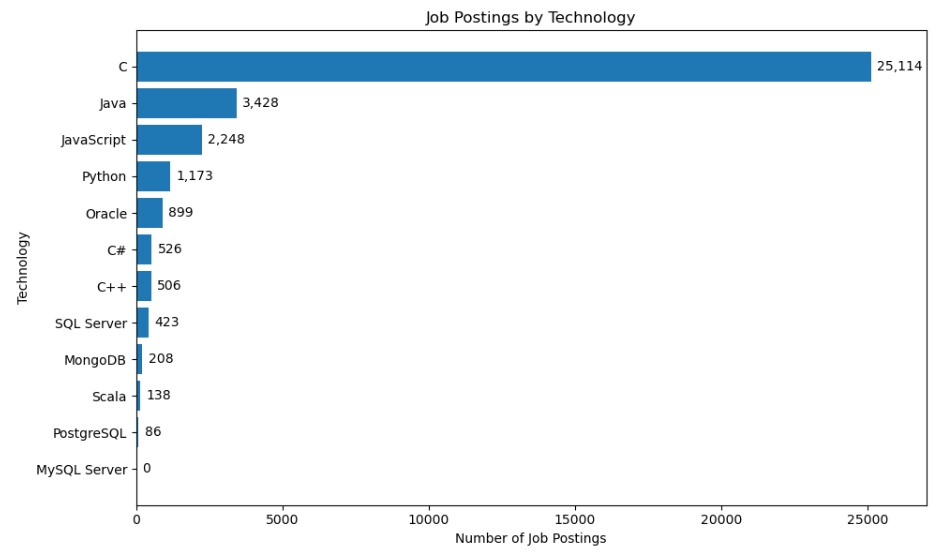 Job Postings by Technology
C 25,114
Java 3,428
JavaScript 2,248
Python 1,173
Oracle 899
C# 526
C++ 506
SQL Server 423
MongoDB 208
Scala 138
PostgreSQL 86
MySQL Server 0
Technology
0 5000 10000 15000 20000 25000
Number of Job Postings